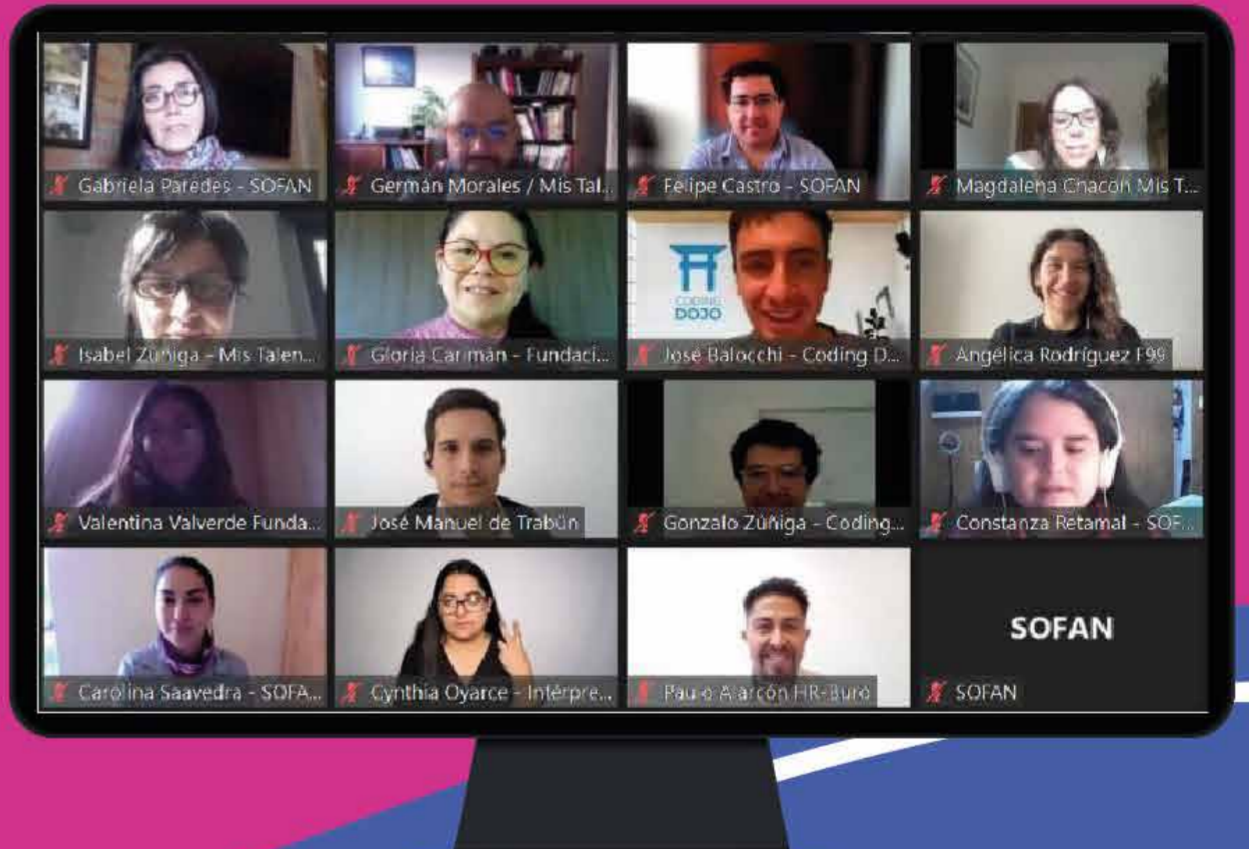 Gabriela Paredes - SOFAN
Germán Morales / Mis Tal...
Felipe Castro - SOFAN
Magdalena Chacón Mis T...
Isabel Zúñiga - Mis Talen...
Gloria Carimán - Fundaci...
CODING
DOJO
José Balocchi - Coding D...
Angélica Rodríguez F99
Valentina Valverde Funda...
José Manuel de Trabün
Gonzalo Zúñiga - Coding...
Constanza Retamal - SOF...
Carolina Saavedra - SOFA...
Cynthia Oyarce - Intérpre...
Paulo Alarcón HR-Buró
SOFAN
SOFAN